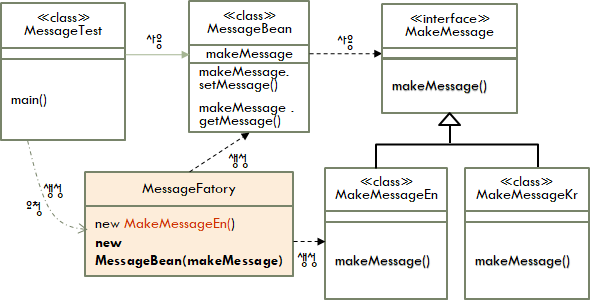 ≪class≫
MessageTest
main()
사용
≪class≫
MessageBean
makeMessage
makeMessage.
setMessage()
makeMessage .
getMessage()
사용
≪interface≫
MakeMessage
makeMessage()
생성
요청
생성
MessageFatory
new MakeMessageEn()
new
MessageBean(makeMessage)
생성
≪class≫
MakeMessageEn
makeMessage()
≪class≫
MakeMessageKr
makeMessage()